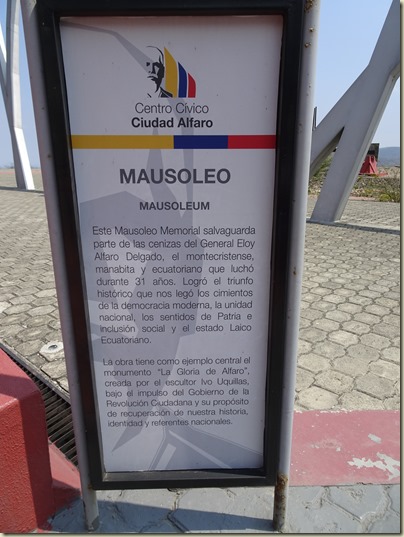 Centro Cívico
Ciudad Alfaro
MAUSOLEO
MAUSOLEUM
Este Mausoleo Memorial salvaguarda
parte de las cenizas del General Eloy
Alfaro Delgado, el montecristense,
manabita y ecuatoriano que luchó
durante 31 años. Logró el triunfo
histórico que nos legó los cimientos
de la democracia moderna, la unidad
nacional, los sentidos de Patria e
inclusión social y el estado Laico
Ecuatoriano.
La obra tiene como ejemplo central el
monumento "La Gloria de Alfaro",
creada por el escultor Ivo Uquillas,
bajo el impulso del Gobierno de la
Revolución Ciudadana y su propósito
de recuperación de nuestra historia,
identidad y referentes nacionales.